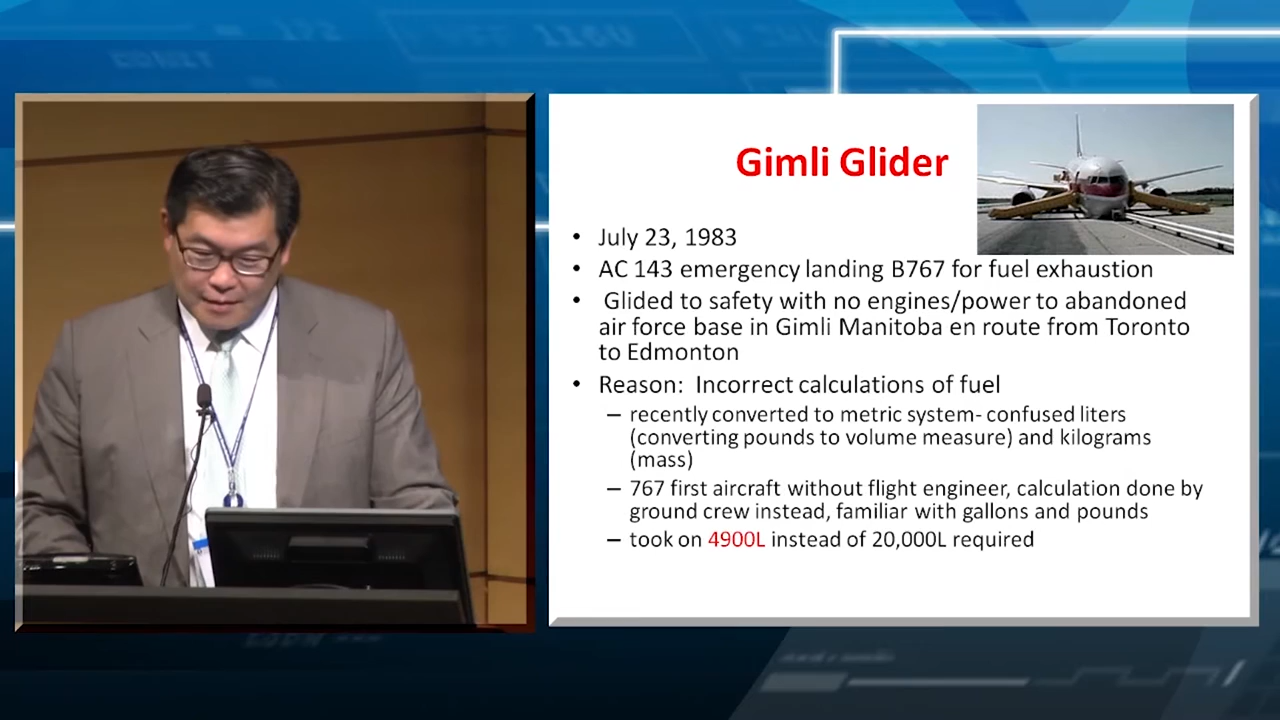 Gimli Glider
• July 23, 1983
• AC 143 emergency landing B767 for fuel exhaustion
• Glided to safety with no engines/power to abandoned
air force base in Gimli Manitoba en route from Toronto
to Edmonton
• Reason: Incorrect calculations of fuel
– recently converted to metric system- confused liters
(converting pounds to volume measure) and kilograms
(mass)
– 767 first aircraft without flight engineer, calculation done by
ground crew instead, familiar with gallons and pounds
– took on 4900L instead of 20,000L required